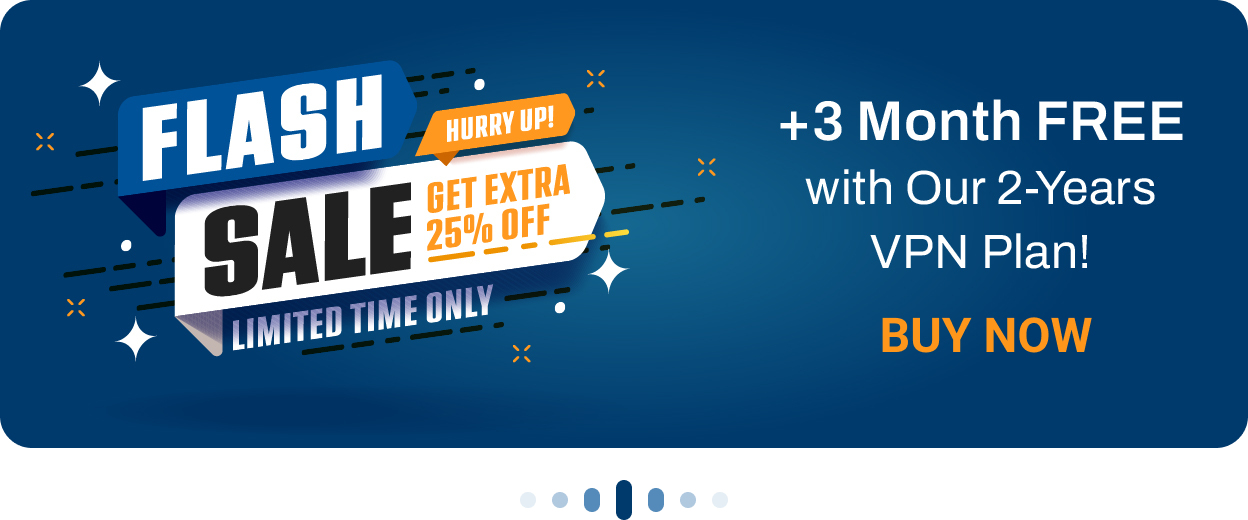 FLASH
HURRY UP!
SALE
GET EXTRA
25% OFF
LIMITED TIME ONLY
+3 Month FREE
with Our 2-Years
VPN Plan!
BUY NOW